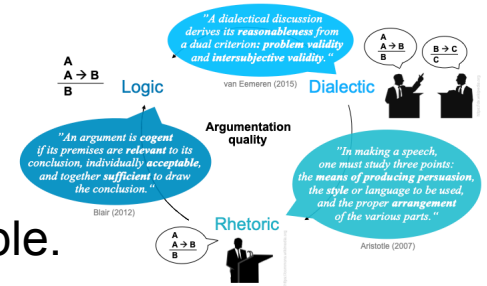 "A dialectical discussion
derives its reasonableness from
a dual criterion: problem validity
and intersubjective validity."
van Eemeren (2015)
A
A → B
B
Logic
Dialectic
A
A → B
B
B → C
C
"An argument is cogent
if its premises are relevant to its
conclusion, individually acceptable,
and together sufficient to draw
the conclusion."
Blair (2012)
Argumentation
quality
"In making a speech,
one must study three points:
the means of producing persuasion,
the style or language to be used,
and the proper arrangement
of the various parts."
Aristotle (2007)
Rhetoric
A
A → B
B
ple.